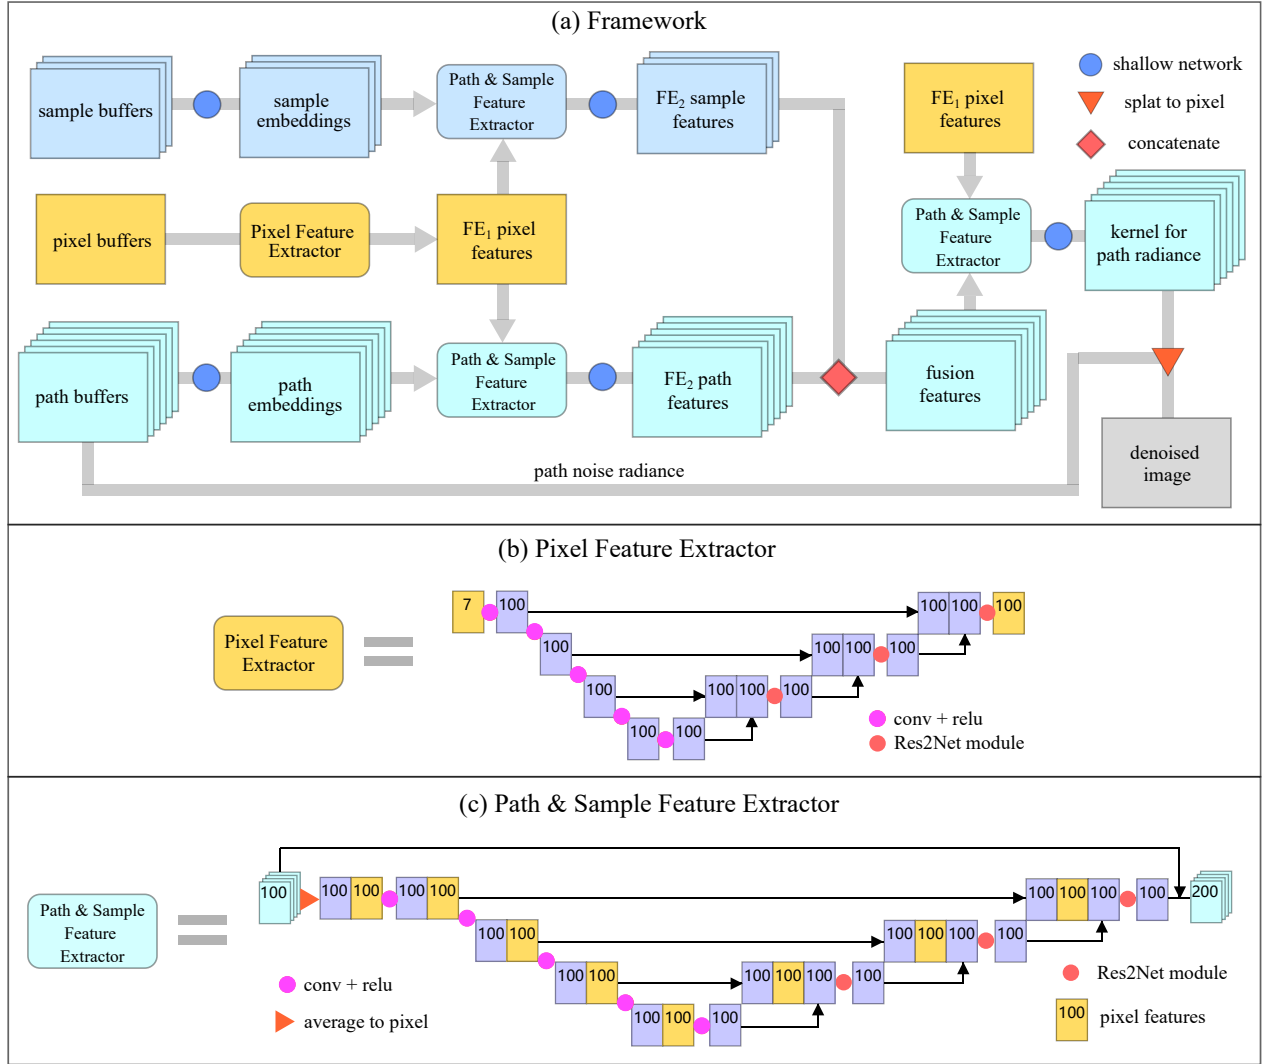 (a) Framework
sample buffers
sample
embeddings
Path & Sample
Feature
Extractor
FE₂ sample
features
FE₁ pixel
features
shallow network
splat to pixel
concatenate
pixel buffers
Pixel Feature
Extractor
FE₁ pixel
features
Path & Sample
Feature
Extractor
kernel for
path radiance
path buffers
path
embeddings
Path & Sample
Feature
Extractor
FE₂ path
features
fusion
features
denoised
image
path noise radiance
(b) Pixel Feature Extractor
Pixel Feature
Extractor
7 100 100 100 100
100 100 100 100
100 100 100 100
100 100
conv + relu
Res2Net module
(c) Path & Sample Feature Extractor
Path & Sample
Feature
Extractor
100 100 100 100 100 100 100 100 100 200
100 100 100 100 100 100
100 100 100 100 100 100
100 100 100
conv + relu
average to pixel
Res2Net module
100 pixel features